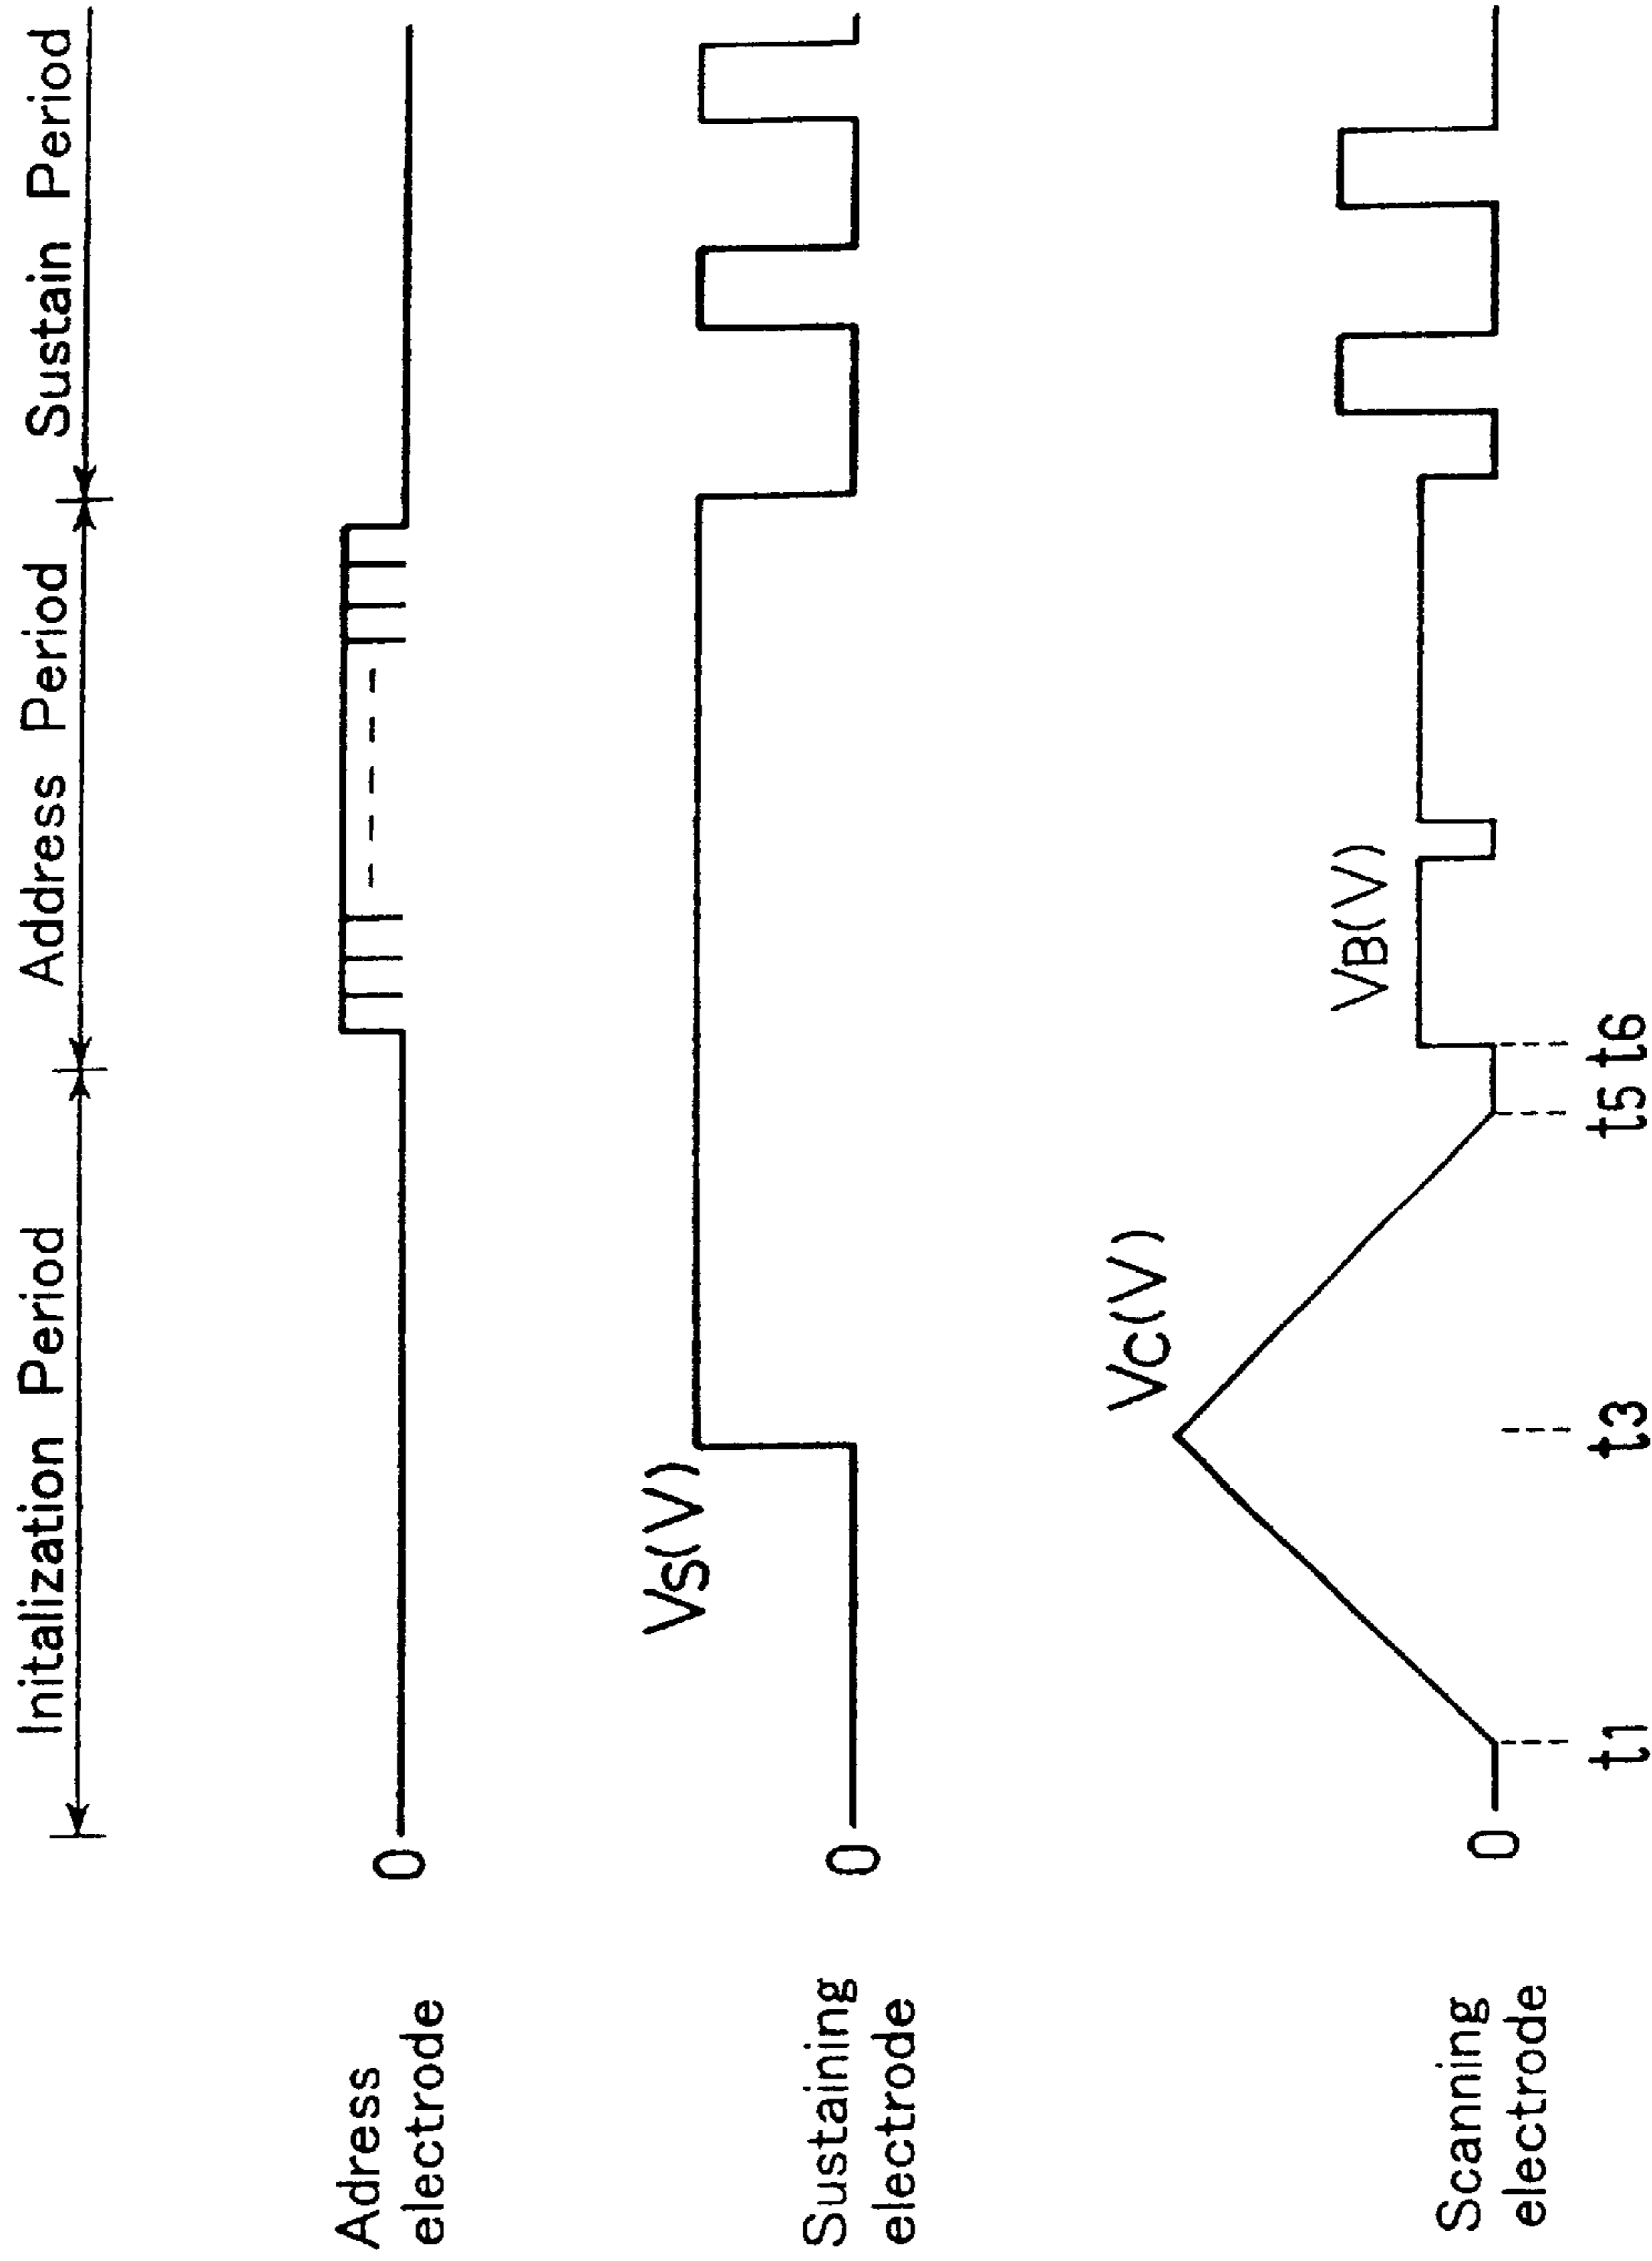 Initalization Period
Address Period
Sustain Period
Adress
electrode
0
Sustaining
electrode
0
VS(V)
Scanning
electrode
0
VC(V)
VB(V)
t1
t3
t5
t6